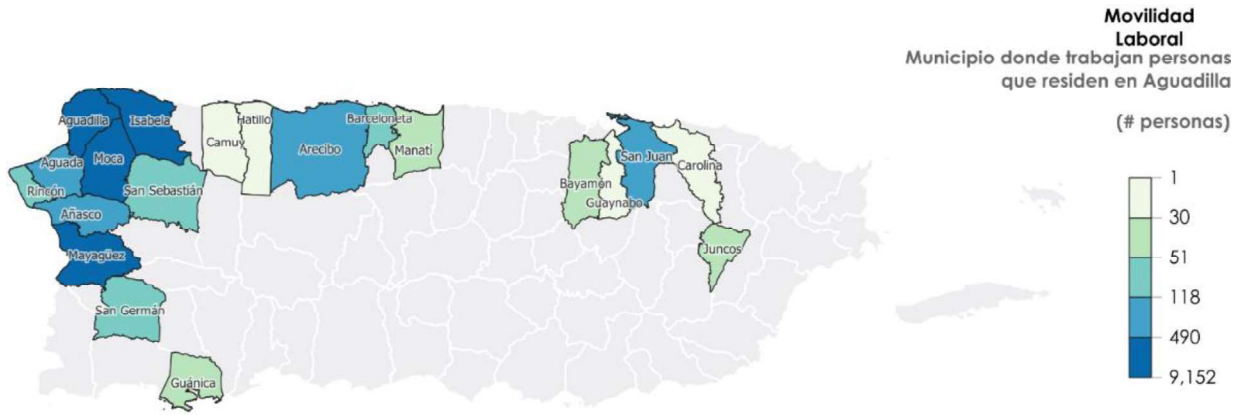 Movilidad
Laboral
Municipio donde trabajan personas
que residen en Aguadilla
(# personas)
1
30
51
118
490
9,152
Aguadilla
Isabela
Moca
Aguada
Rincón
San Sebastián
Añasco
Mayagüez
San Germán
Guánica
Camuy
Hatillo
Arecibo
Barceloneta
Manatí
Bayamón
Guaynabo
San Juan
Carolina
Juncos